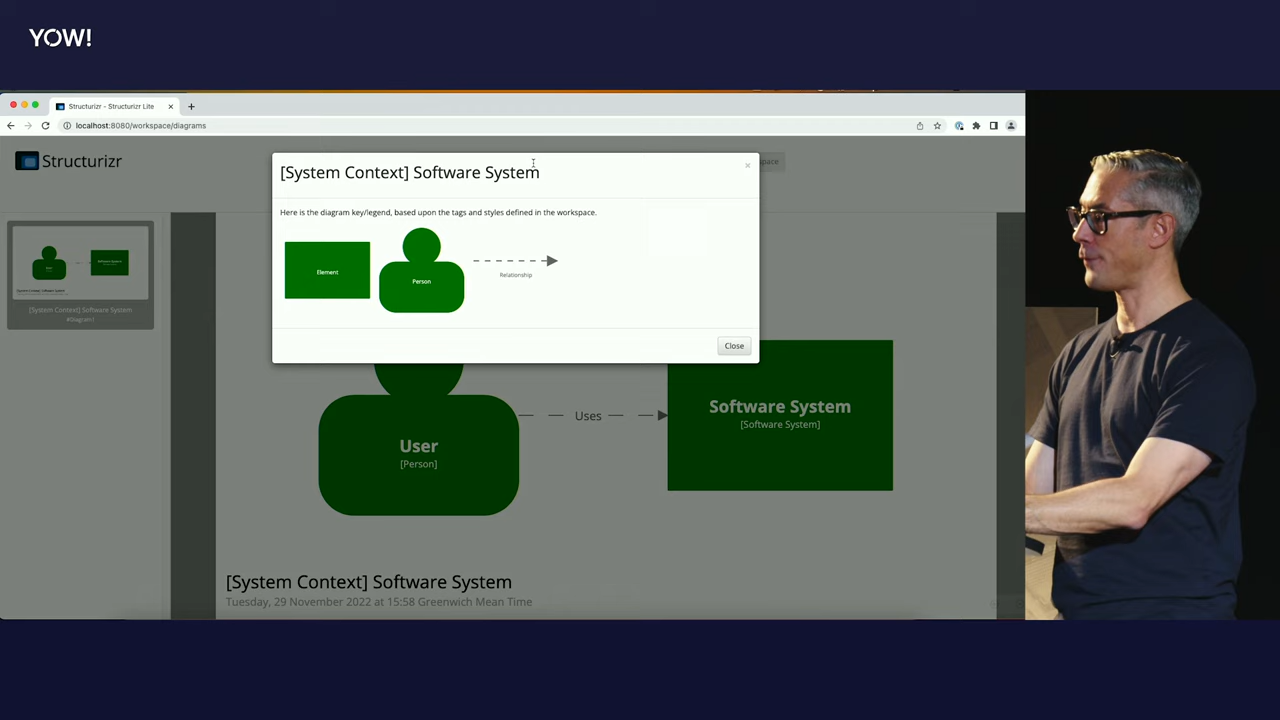 YOW!
Structurizr - Structurizr Lite
localhost:8080/workspace/diagrams
Structurizr
[System Context] Software System
Here is the diagram key/legend, based upon the tags and styles defined in the workspace.
Element
Person
Relationship
Close
[System Context] Software System
#diagram1
User
[Person]
Uses
Software System
[Software System]
[System Context] Software System
Tuesday, 29 November 2022 at 15:58 Greenwich Mean Time